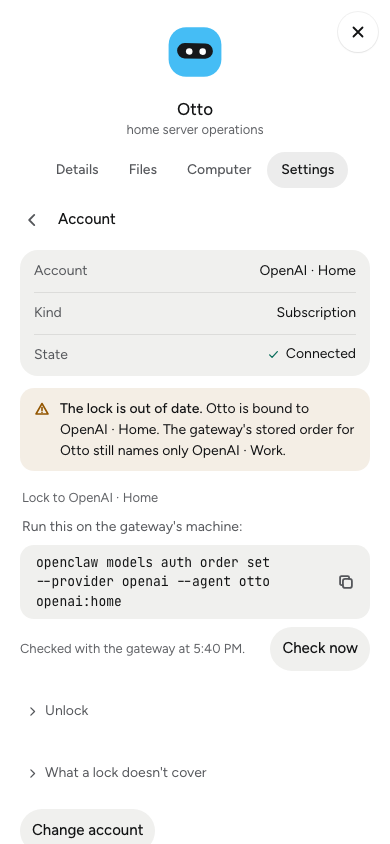 Otto
home server operations
Details Files Computer Settings
Account
Account OpenAI · Home
Kind Subscription
State Connected
The lock is out of date. Otto is bound to
OpenAI · Home. The gateway's stored order for
Otto still names only OpenAI · Work.
Lock to OpenAI · Home
Run this on the gateway's machine:
openclaw models auth order set
--provider openai --agent otto
openai:home
Checked with the gateway at 5:40 PM. Check now
Unlock
What a lock doesn't cover
Change account